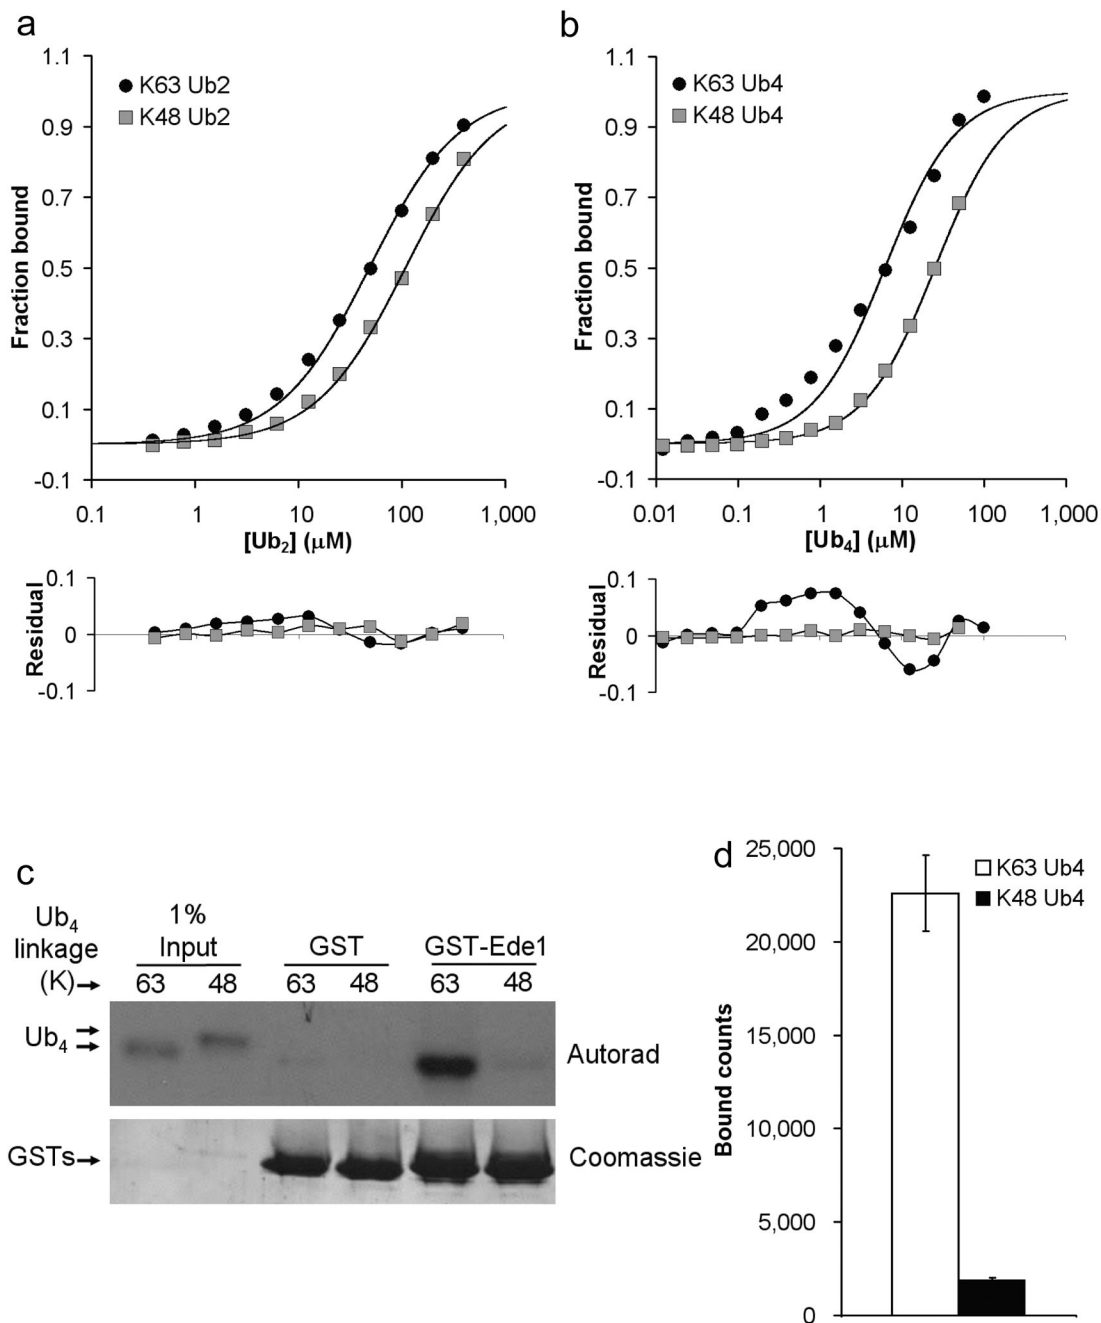 a
1.1
K63 Ub2
K48 Ub2
0.9
0.7
0.5
0.3
0.1
-0.1
Fraction bound
0.1 1 10 100 1,000
[Ub2] (μM)
0.1
0
-0.1
Residual
b
1.1
K63 Ub4
K48 Ub4
0.9
0.7
0.5
0.3
0.1
-0.1
Fraction bound
0.01 0.1 1 10 100 1,000
[Ub4] (μM)
0.1
0
-0.1
Residual
c
Ub4
linkage
(K)
1%
Input GST GST-Ede1
63 48 63 48 63 48
Ub4
Autorad
GSTs
Coomassie
d
25,000
20,000
15,000
10,000
5,000
0
Bound counts
K63 Ub4
K48 Ub4